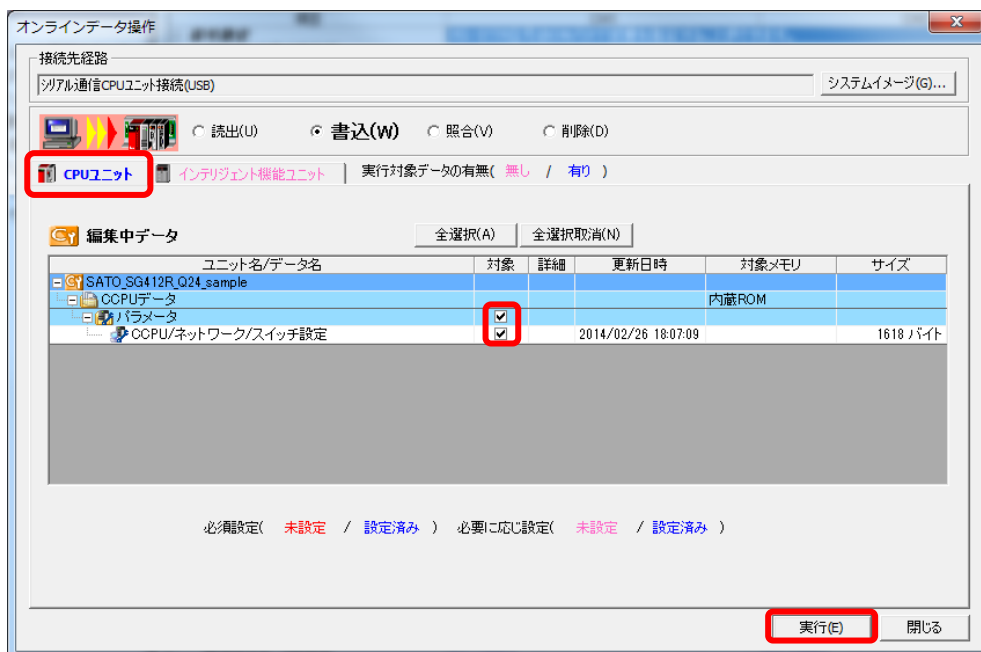 オンラインデータ操作
接続先経路
シリアル通信CPUユニット接続(USB)
システムイメージ(G)...
読出(U) 書込(W) 照合(V) 削除(D)
CPUユニット インテリジェント機能ユニット 実行対象データの有無( 無し / 有り )
編集中データ 全選択(A) 全選択取消(N)
ユニット名/データ名 対象 詳細 更新日時 対象メモリ サイズ
SATO_SG412R_Q24_sample
CCPUデータ 内蔵ROM
パラメータ
CCPU/ネットワーク/スイッチ設定 2014/02/26 18:07:09 1618 バイト
必須設定( 未設定 / 設定済み ) 必要に応じ設定( 未設定 / 設定済み )
実行(E) 閉じる